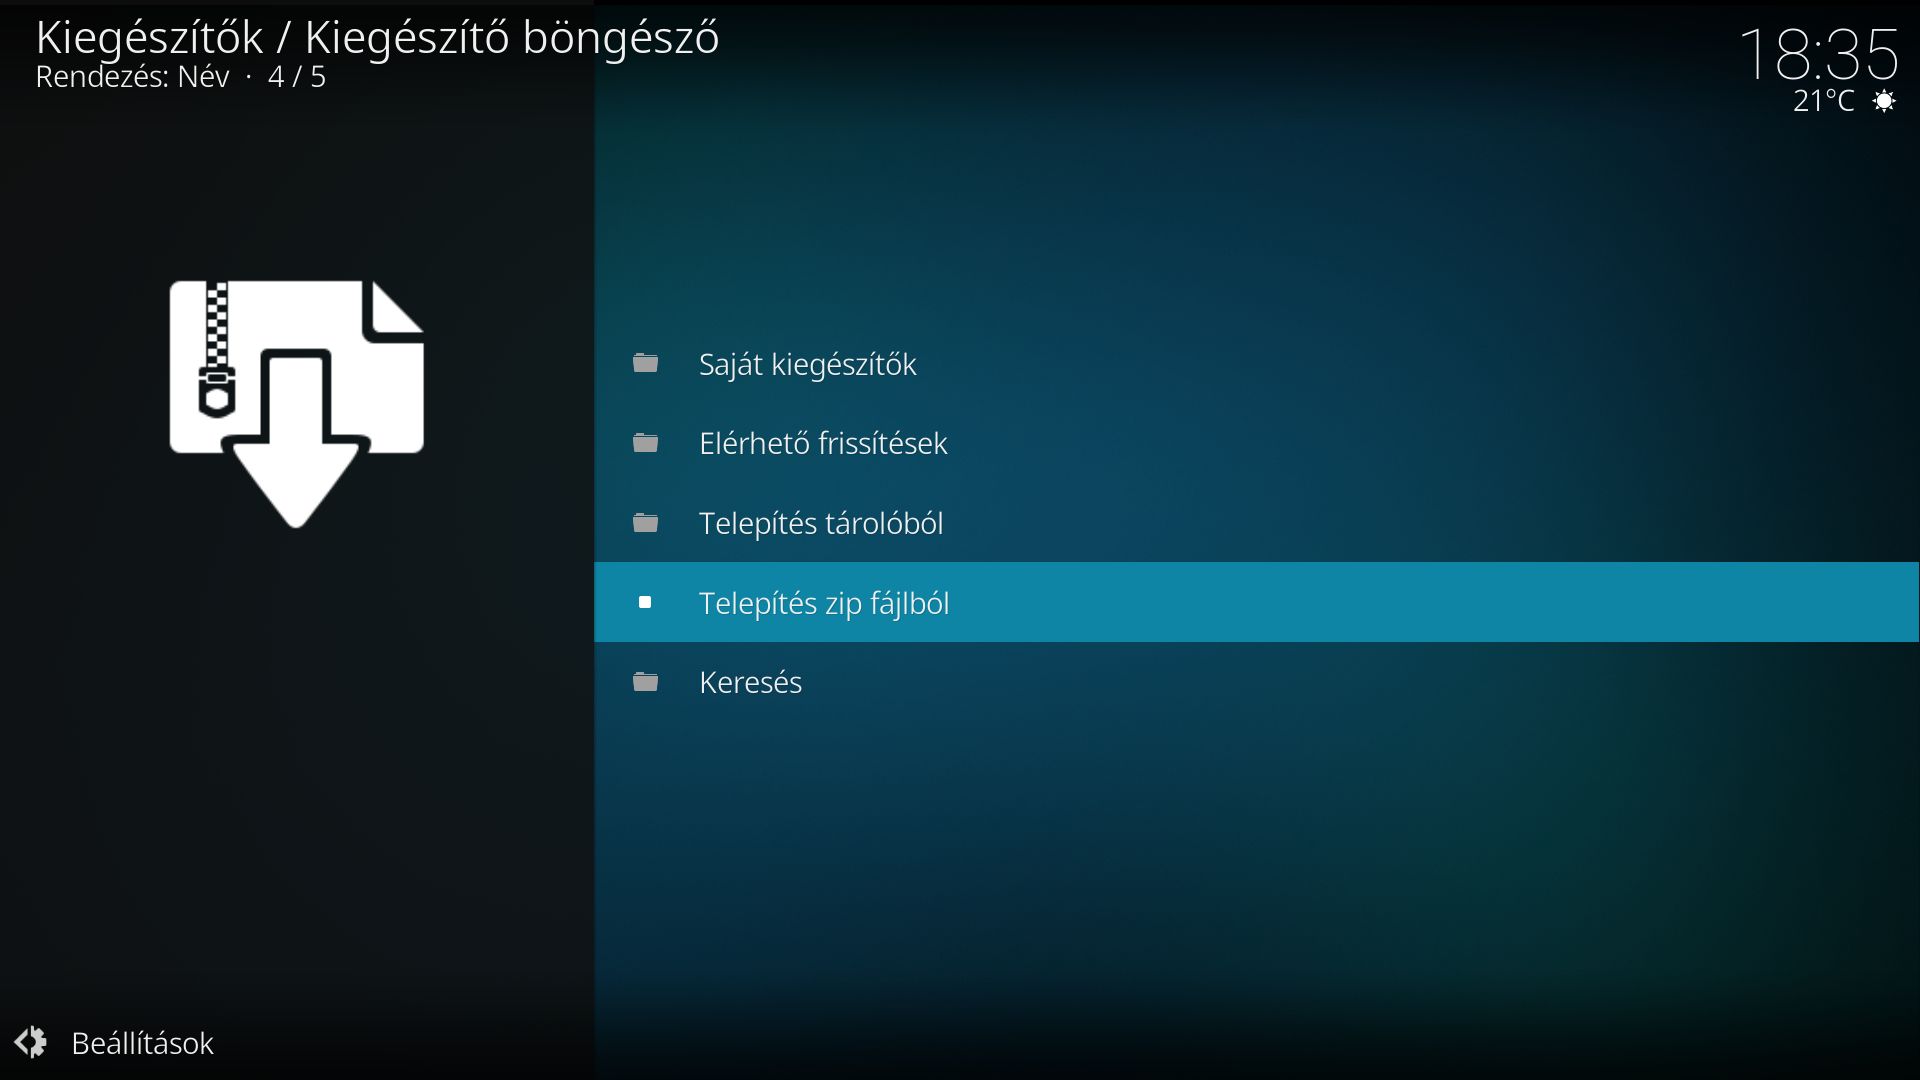 Kiegészítők / Kiegészítő böngésző
Rendezés: Név · 4 / 5
18:35
21°C
Saját kiegészítők
Elérhető frissítések
Telepítés tárolóból
Telepítés zip fájlból
Keresés
Beállítások